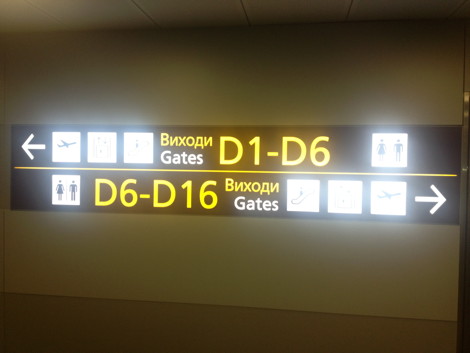 Виходи
Gates D1-D6
D6-D16 Виходи
Gates